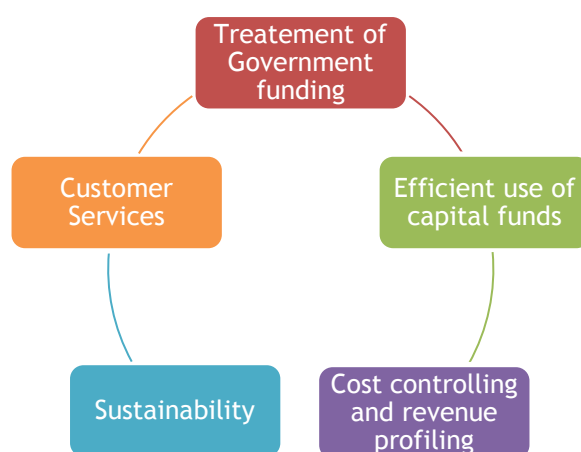 Treatement of
Government
funding
Customer
Services
Efficient use of
capital funds
Sustainability
Cost controlling
and revenue
profiling